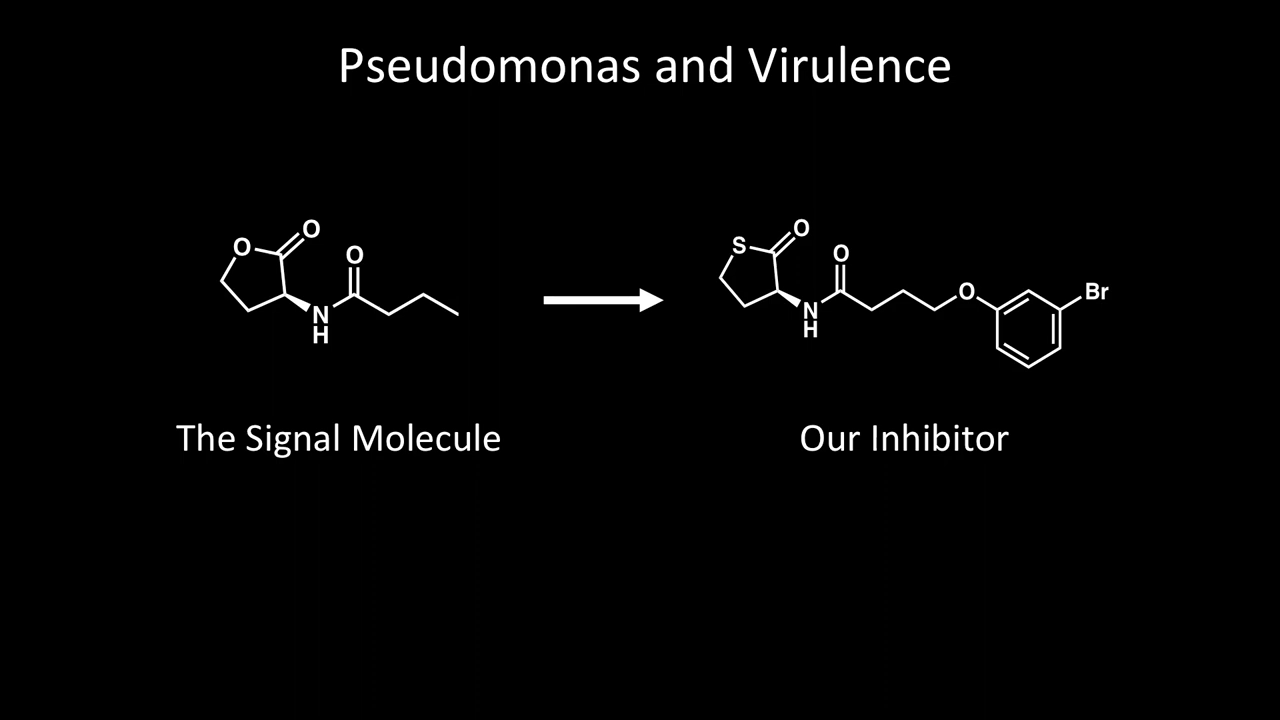 Pseudomonas and Virulence
O
O
O
N
H
S
O
O
N
H
O
Br
The Signal Molecule
Our Inhibitor